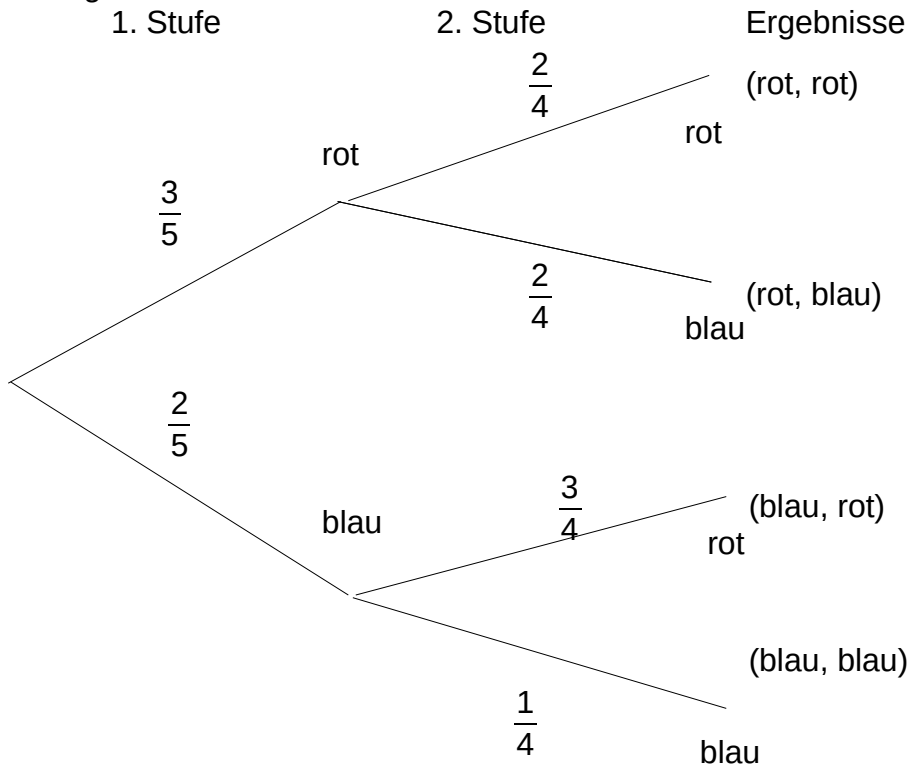 1. Stufe 2. Stufe Ergebnisse
2/4 (rot, rot)
rot
rot
3/5
2/4 (rot, blau)
blau
2/5
3/4 (blau, rot)
blau rot
(blau, blau)
1/4
blau